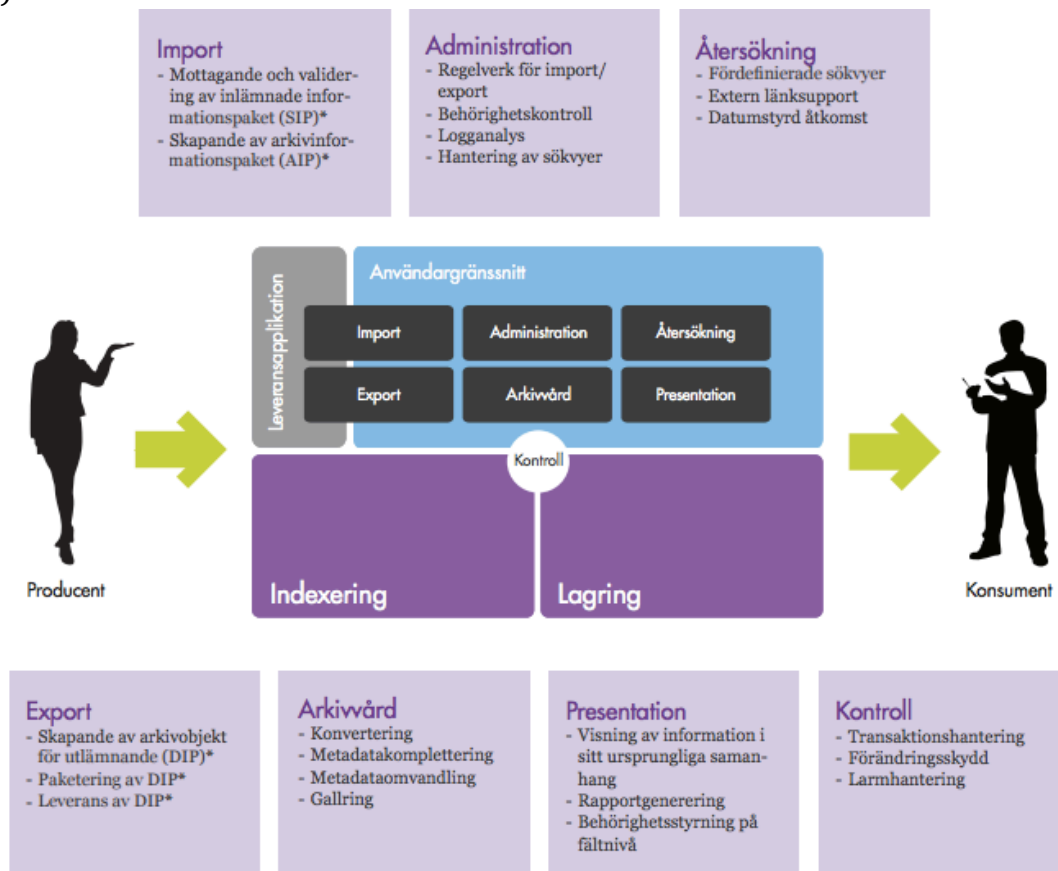 Import
- Mottagande och valider-
ing av inlämnade infor-
mationspaket (SIP)*
- Skapande av arkivinfor-
mationspaket (AIP)*
Administration
- Regelverk för import/
export
- Behörighetskontroll
- Logganalys
- Hantering av sökvyer
Återsökning
- Fördefinierade sökvyer
- Extern länksupport
- Datumstyrd åtkomst
Leveransapplikation
Användargränssnitt
Import
Administration
Återsökning
Export
Arkivvård
Presentation
Kontroll
Indexering
Lagring
Producent
Konsument
Export
- Skapande av arkivobjekt
för utlämnande (DIP)*
- Paketering av DIP*
- Leverans av DIP*
Arkivvård
- Konvertering
- Metadatakomplettering
- Metadataomvandling
- Gallring
Presentation
- Visning av information i
sitt ursprungliga samman-
hang
- Rapportgenerering
- Behörighetsstyrning på
fältnivå
Kontroll
- Transaktionshantering
- Förändringsskydd
- Larmhantering